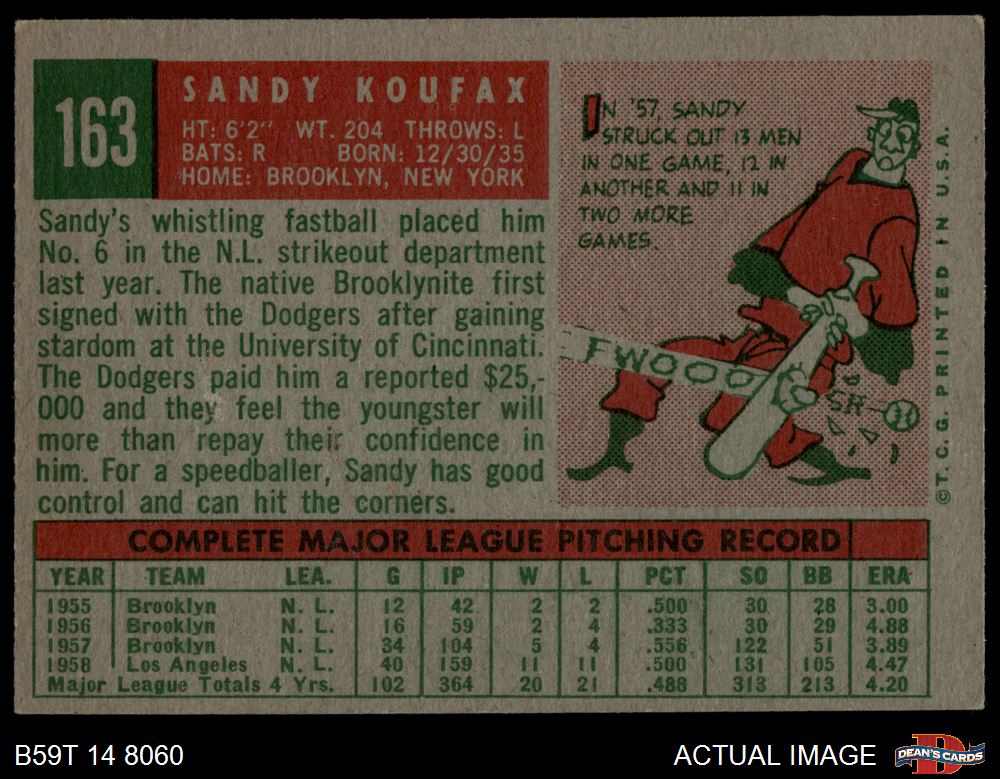 163
SANDY KOUFAX
HT: 6'2" WT. 204 THROWS: L
BATS: R BORN: 12/30/35
HOME: BROOKLYN, NEW YORK
Sandy's whistling fastball placed him
No. 6 in the N.L. strikeout department
last year. The native Brooklynite first
signed with the Dodgers after gaining
stardom at the University of Cincinnati.
The Dodgers paid him a reported $25,-
000 and they feel the youngster will
more than repay their confidence in
him. For a speedballer, Sandy has good
control and can hit the corners.
IN '57, SANDY
STRUCK OUT 13 MEN
IN ONE GAME, 12 IN
ANOTHER AND 11 IN
TWO MORE
GAMES.
FWOOO
SH-
©T. C. G. PRINTED IN U.S.A.
COMPLETE MAJOR LEAGUE PITCHING RECORD
YEAR TEAM LEA. G IP W L PCT SO BB ERA
1955 Brooklyn N. L. 12 42 2 2 .500 30 28 3.00
1956 Brooklyn N. L. 16 59 2 4 .333 30 29 4.88
1957 Brooklyn N. L. 34 104 5 4 .556 122 51 3.89
1958 Los Angeles N. L. 40 159 11 11 .500 131 105 4.47
Major League Totals 4 Yrs. 102 364 20 21 .488 313 213 4.20
B59T 14 8060
ACTUAL IMAGE
D
DEAN'S CARDS